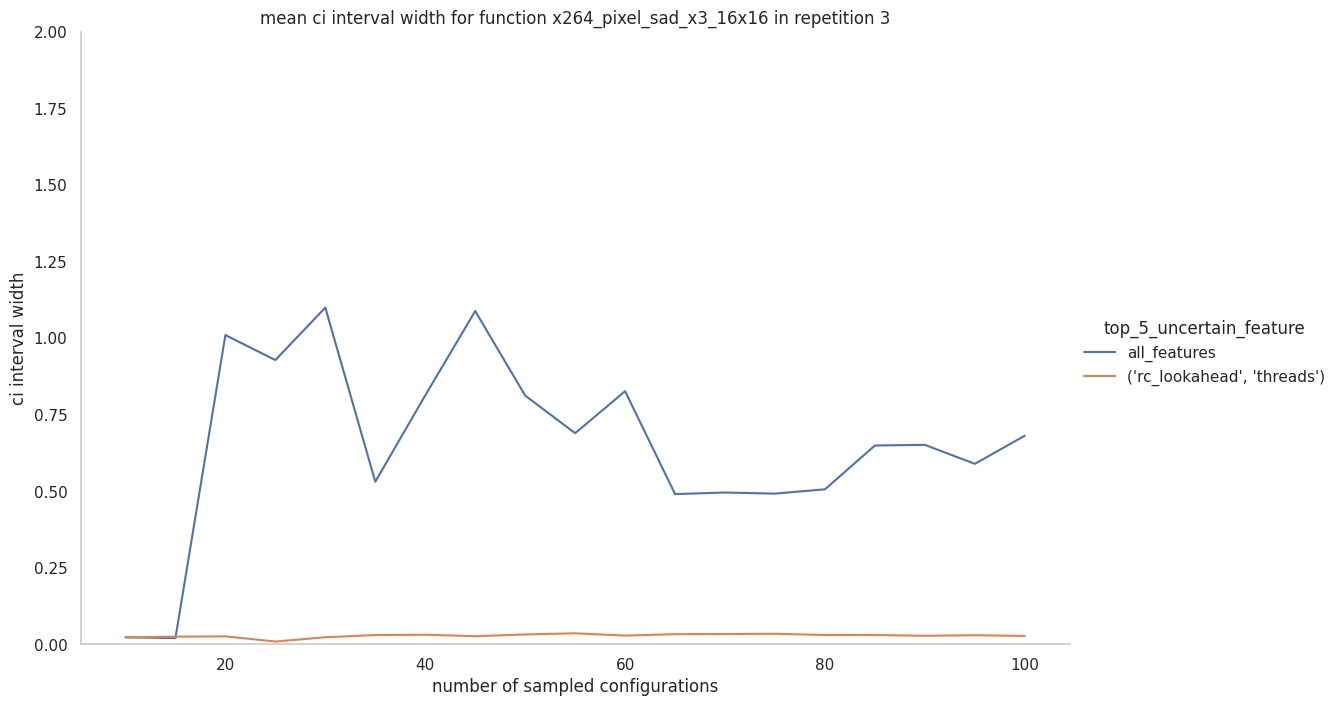 mean ci interval width for function x264_pixel_sad_x3_16x16 in repetition 3
2.00
1.75
1.50
1.25
1.00
0.75
0.50
0.25
0.00
ci interval width
20
40
60
80
100
number of sampled configurations
top_5_uncertain_feature
all_features
('rc_lookahead', 'threads')